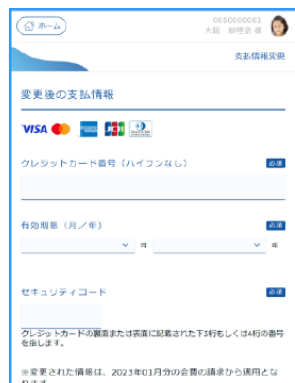 ホーム
0060000081
大阪 様
支払情報変更
変更後の支払情報
VISA
JCB
クレジットカード番号（ハイフンなし）
必須
有効期限（月／年）
必須
月
年
セキュリティコード
必須
クレジットカードの裏面または表面に記載された下3桁もしくは4桁の番号
を指します。
※変更された情報は、2023年01月分の会費の請求から適用とな
ります。